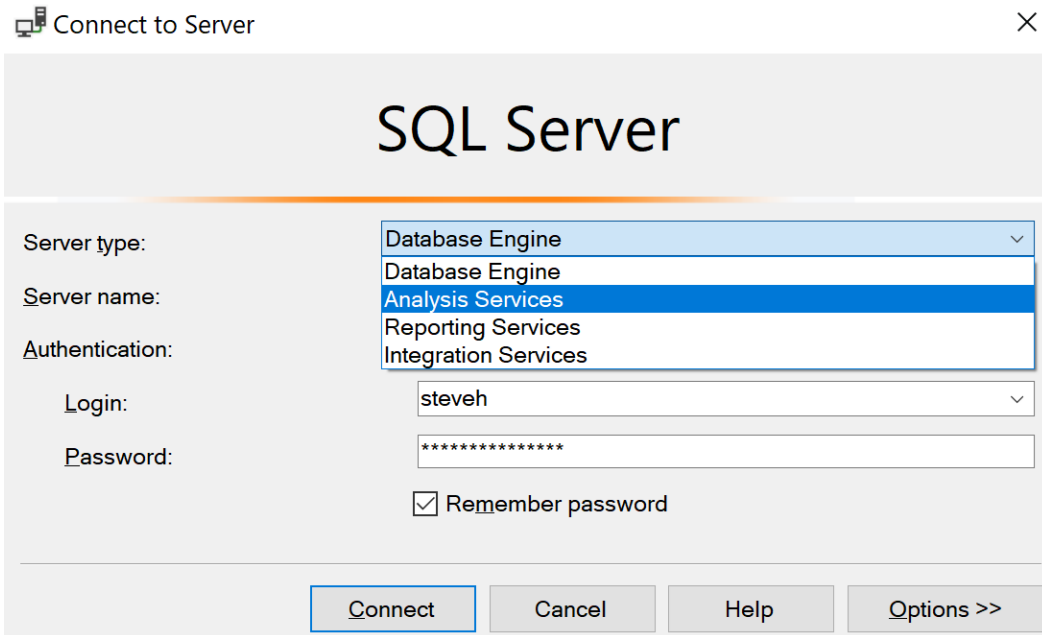 Connect to Server
SQL Server
Server type:
Database Engine
Database Engine
Server name:
Analysis Services
Reporting Services
Authentication:
Integration Services
Login:
steveh
Password:
***************
Remember password
Connect
Cancel
Help
Options >>